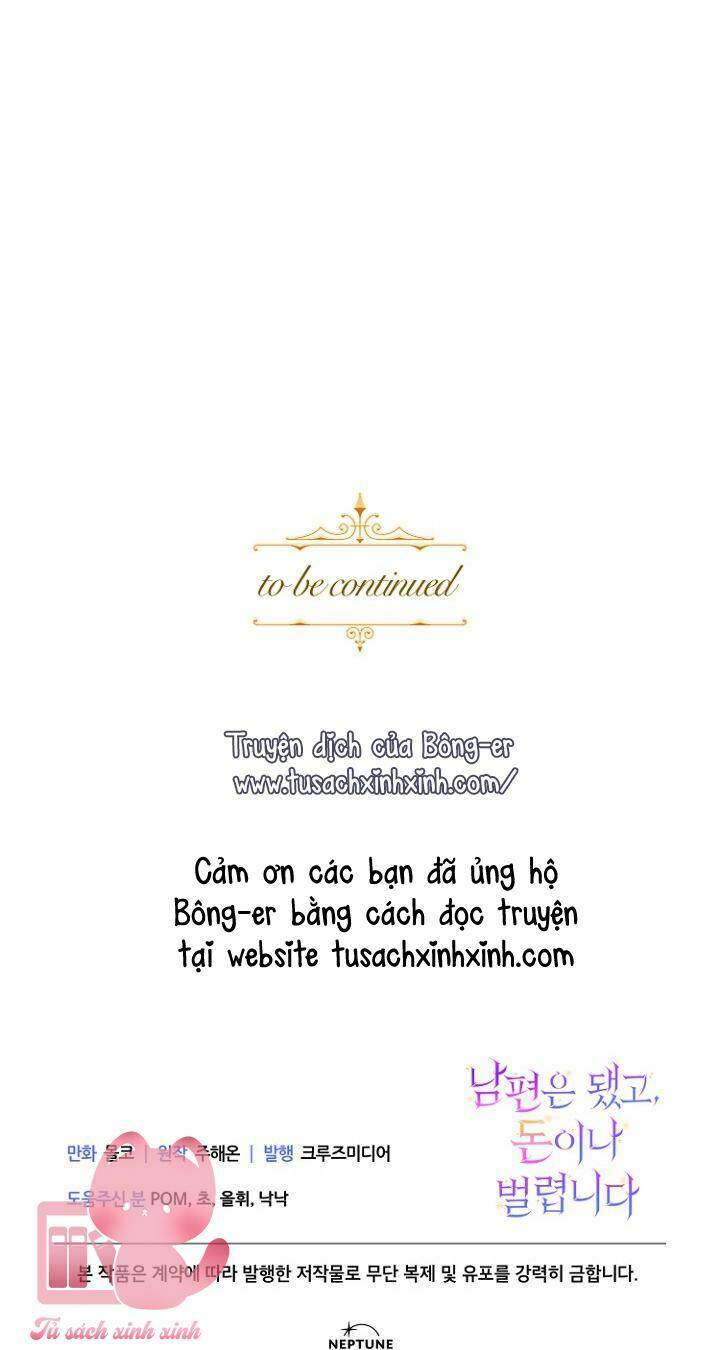 to be continued
Truyện dịch của Bông-er
www.tusachxinhxinh.com/
Cảm ơn các bạn đã ủng hộ
Bông-er bằng cách đọc truyện
tại website tusachxinhxinh.com
남편은 됐고,
돈이나
벌렵니다
만화 몰코 | 원작 주해온 | 발행 크루즈미디어
도움주신 분 POM, 초, 올휘, 낙낙
본 작품은 계약에 따라 발행한 저작물로 무단 복제 및 유포를 강력히 금합니다.
Tủ sách xinh xinh
NEPTUNE